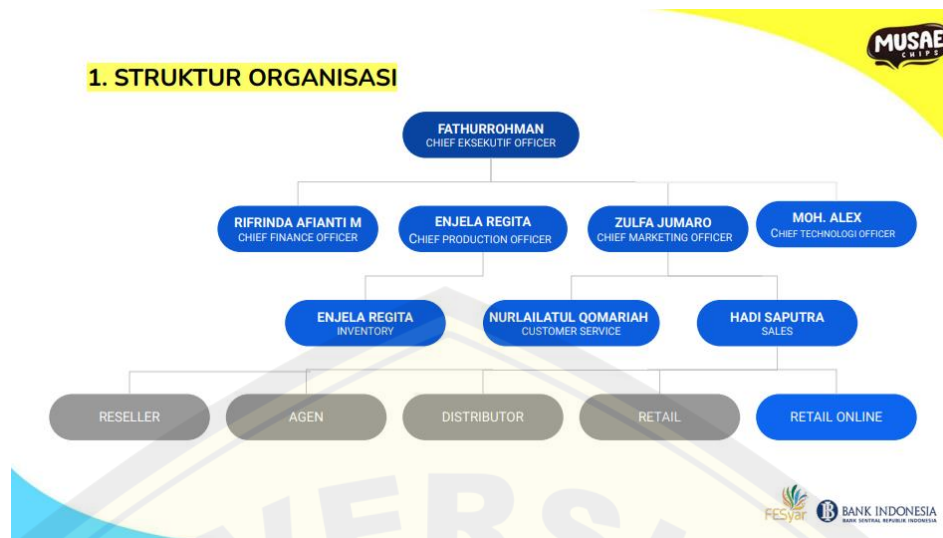 MUSAE
CHIPS
1. STRUKTUR ORGANISASI
FATHURROHMAN
CHIEF EKSEKUTIF OFFICER
RIFRINDA AFIANTI M
CHIEF FINANCE OFFICER
ENJELA REGITA
CHIEF PRODUCTION OFFICER
ZULFA JUMARO
CHIEF MARKETING OFFICER
MOH. ALEX
CHIEF TECHNOLOGI OFFICER
ENJELA REGITA
INVENTORY
NURLAILATUL QOMARIAH
CUSTOMER SERVICE
HADI SAPUTRA
SALES
RESELLER
AGEN
DISTRIBUTOR
RETAIL
RETAIL ONLINE
VERS
FESyar
BANK INDONESIA
BANK SENTRAL REPUBLIK INDONESIA